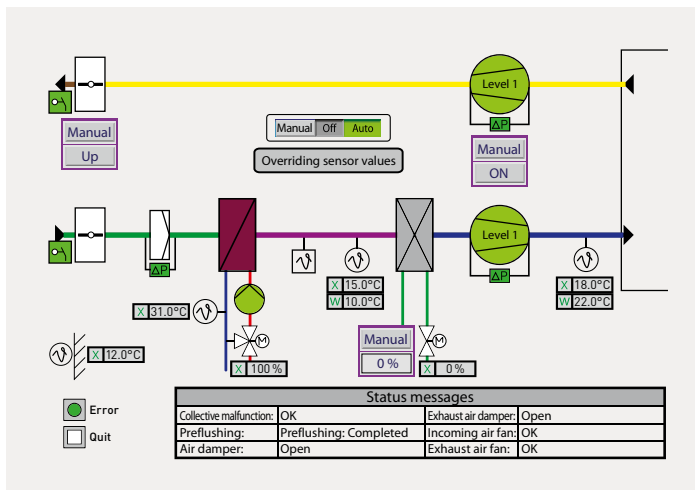 Level 1
ΔP
Manual
Up
Manual Off Auto
Overriding sensor values
Manual
ON
Level 1
ΔP
ΔP
X 15.0°C
W 10.0°C
X 18.0°C
W 22.0°C
X 31.0°C
M
M
Manual
0 %
X 12.0°C
X 100 %
X 0 %
Status messages
Collective malfunction: OK Exhaust air damper: Open
Preflushing: Preflushing: Completed Incoming air fan: OK
Air damper: Open Exhaust air fan: OK
Error
Quit